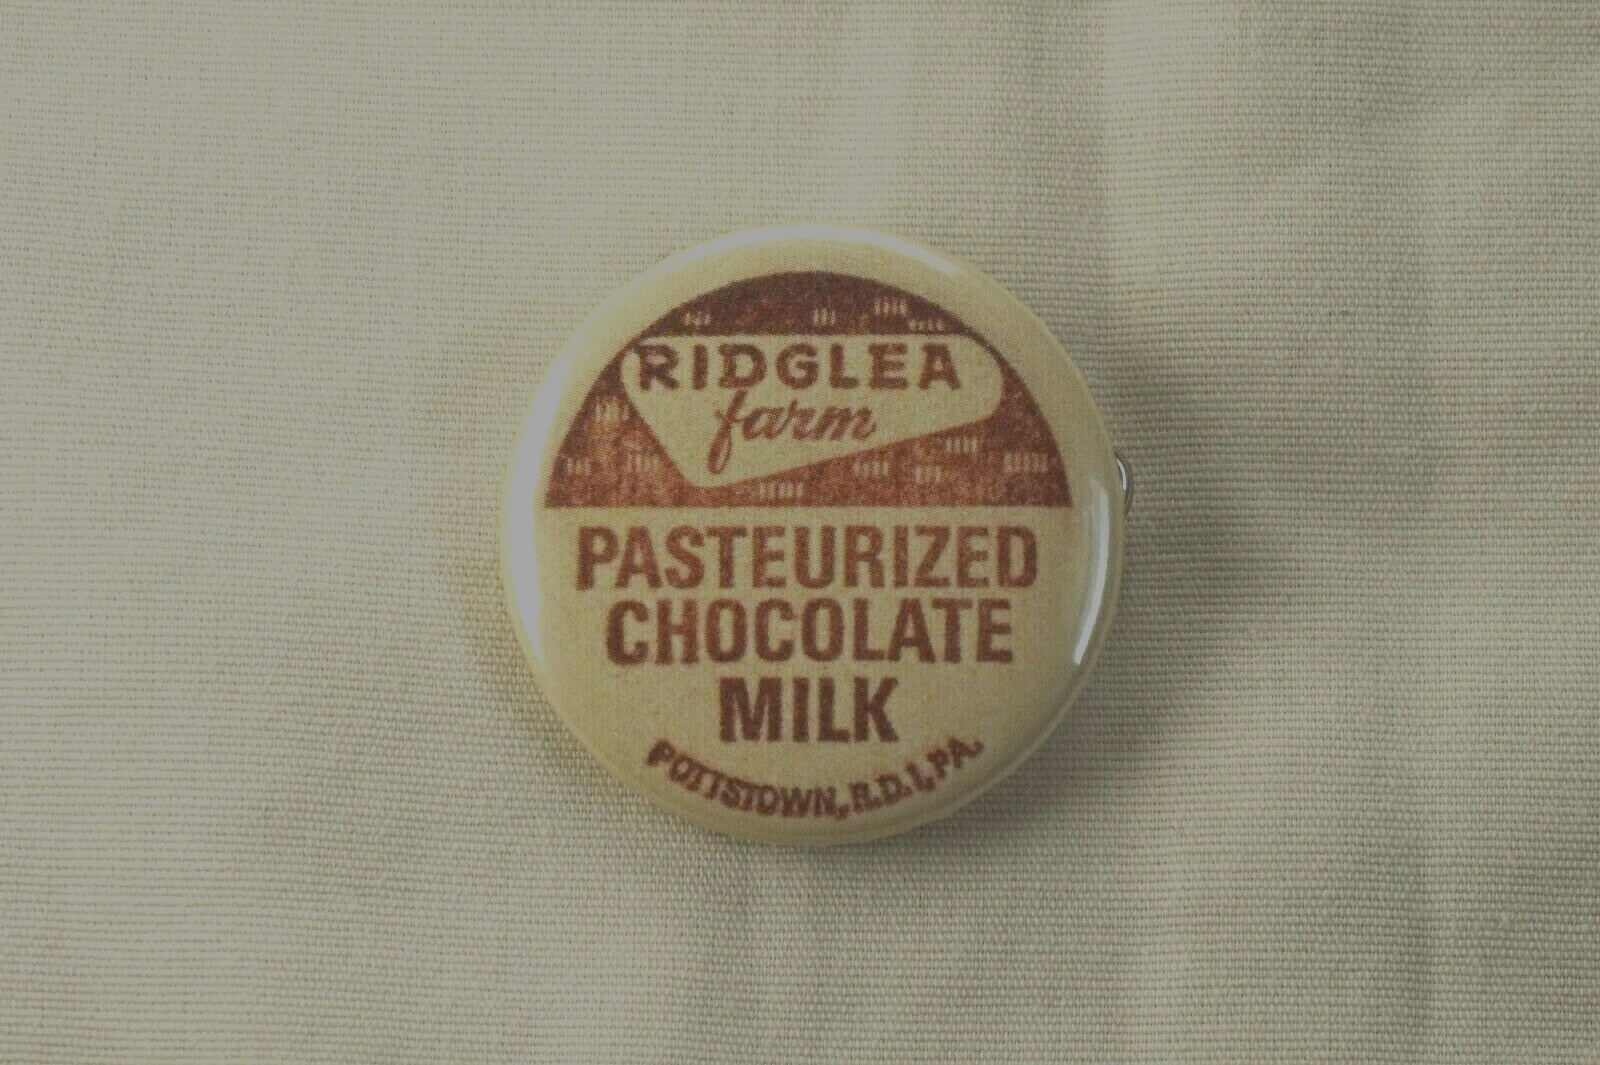 RIDGLEA
farm
PASTEURIZED
CHOCOLATE
MILK
POTTSTOWN, R.D. 1, PA.